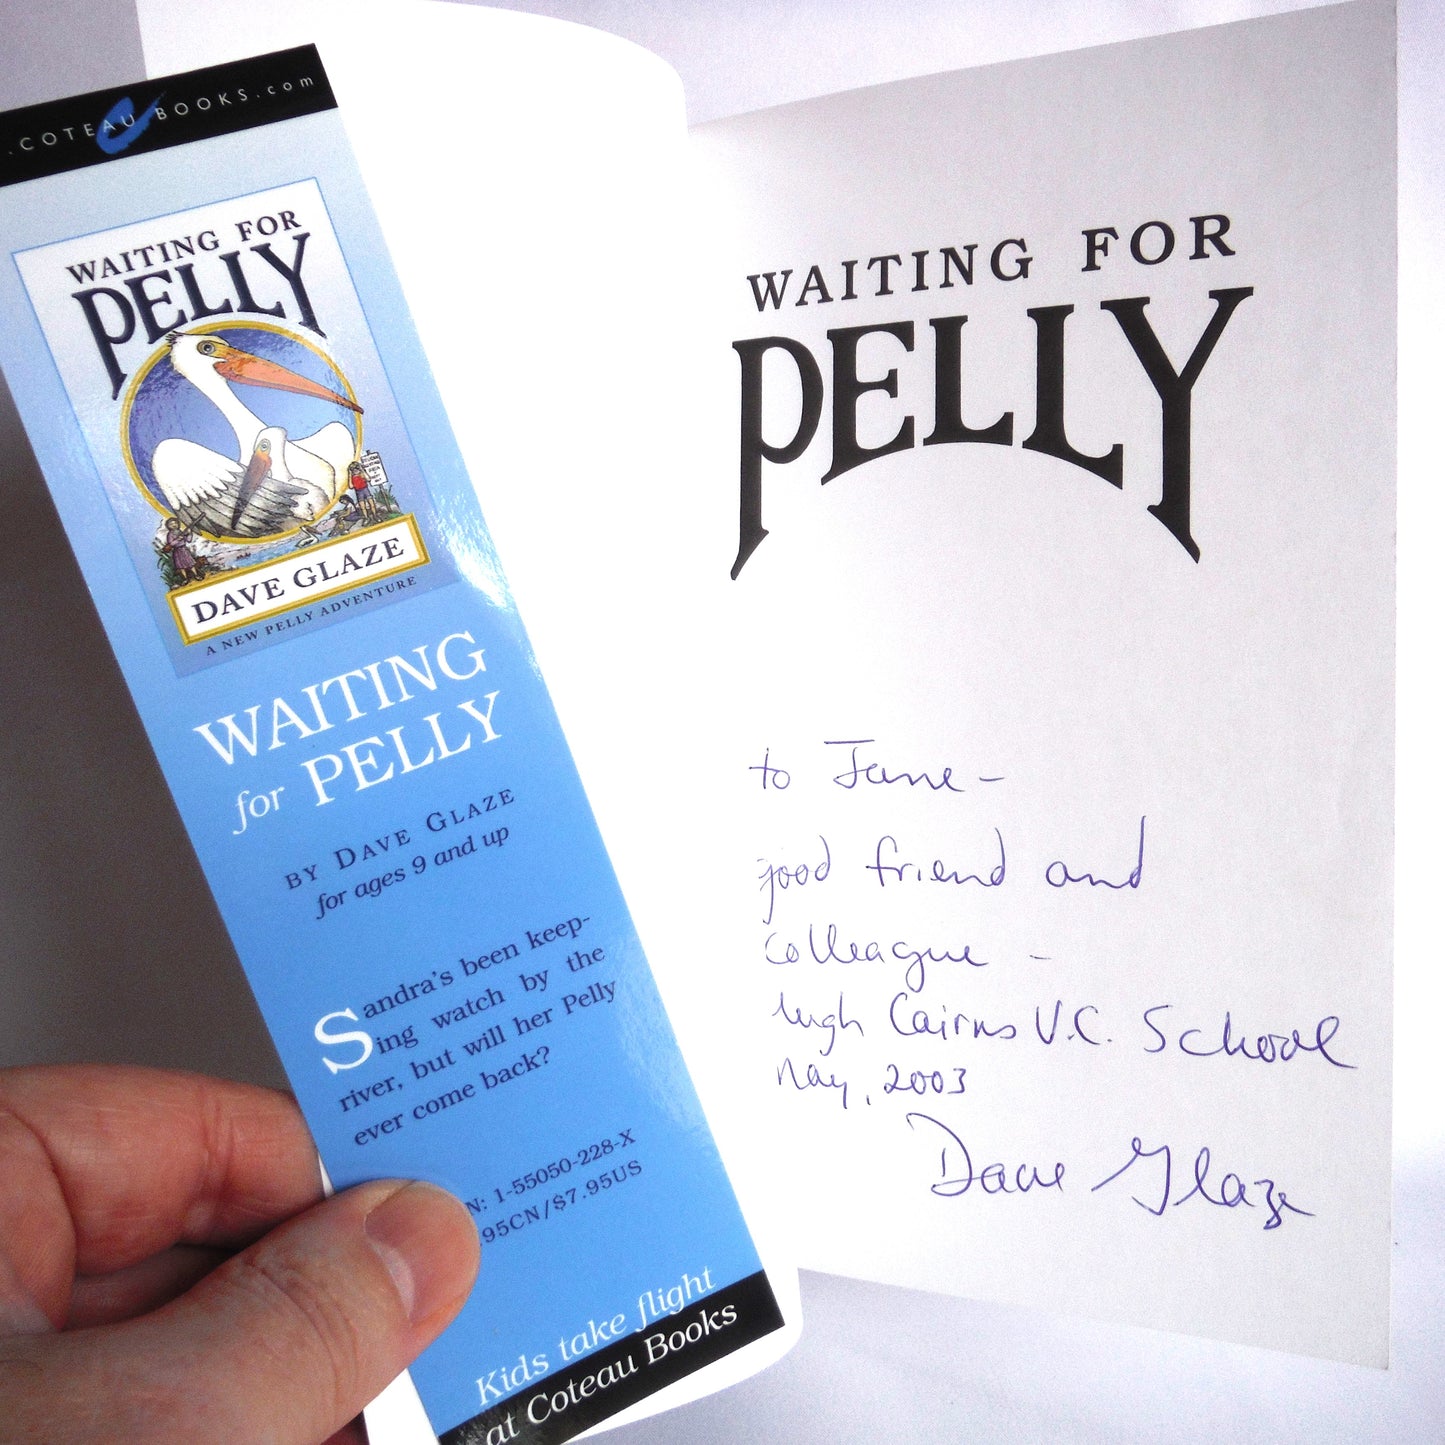 .COTEAU BOOKS.com
WAITING FOR
PELLY
DAVE GLAZE
A NEW PELLY ADVENTURE
WAITING
for PELLY
BY DAVE GLAZE
for ages 9 and up
Sandra's been keep-
ing watch by the
river, but will her Pelly
ever come back?
N: 1-55050-228-X
.95CN/$7.95US
Kids take flight
at Coteau Books
WAITING FOR
PELLY
to Jane –
good friend and
colleague –
Hugh Cairns V.C. School
May, 2003
Dave Glaze